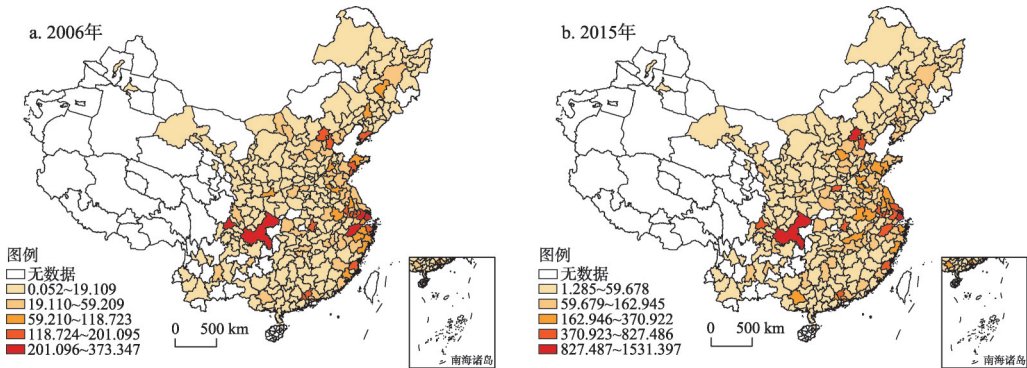 a. 2006年
图例
无数据
0.052~19.109
19.110~59.209
59.210~118.723
118.724~201.095
201.096~373.347
0 500 km
南海诸岛
b. 2015年
图例
无数据
1.285~59.678
59.679~162.945
162.946~370.922
370.923~827.486
827.487~1531.397
0 500 km
南海诸岛